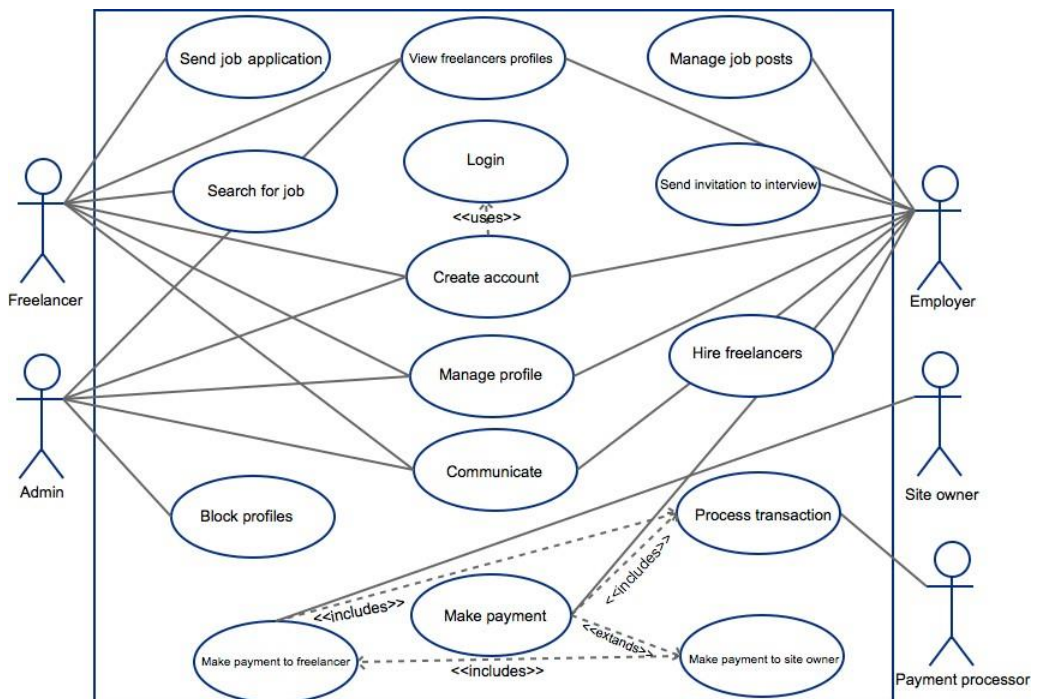 Send job application
View freelancers profiles
Manage job posts
Login
Search for job
Send invitation to interview
<<uses>>
Create account
Freelancer
Employer
Hire freelancers
Manage profile
Communicate
Admin
Site owner
Block profiles
Process transaction
<<includes>>
<<includes>>
Make payment
<<extands>>
Make payment to freelancer
<<includes>>
Make payment to site owner
Payment processor